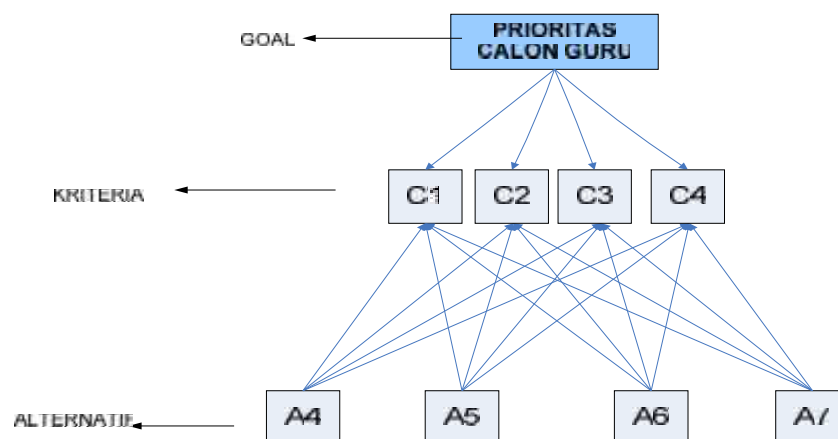 PRIORITAS
CALON GURU
GOAL
KRITERIA
C1
C2
C3
C4
ALTERNATIF
A4
A5
A6
A7